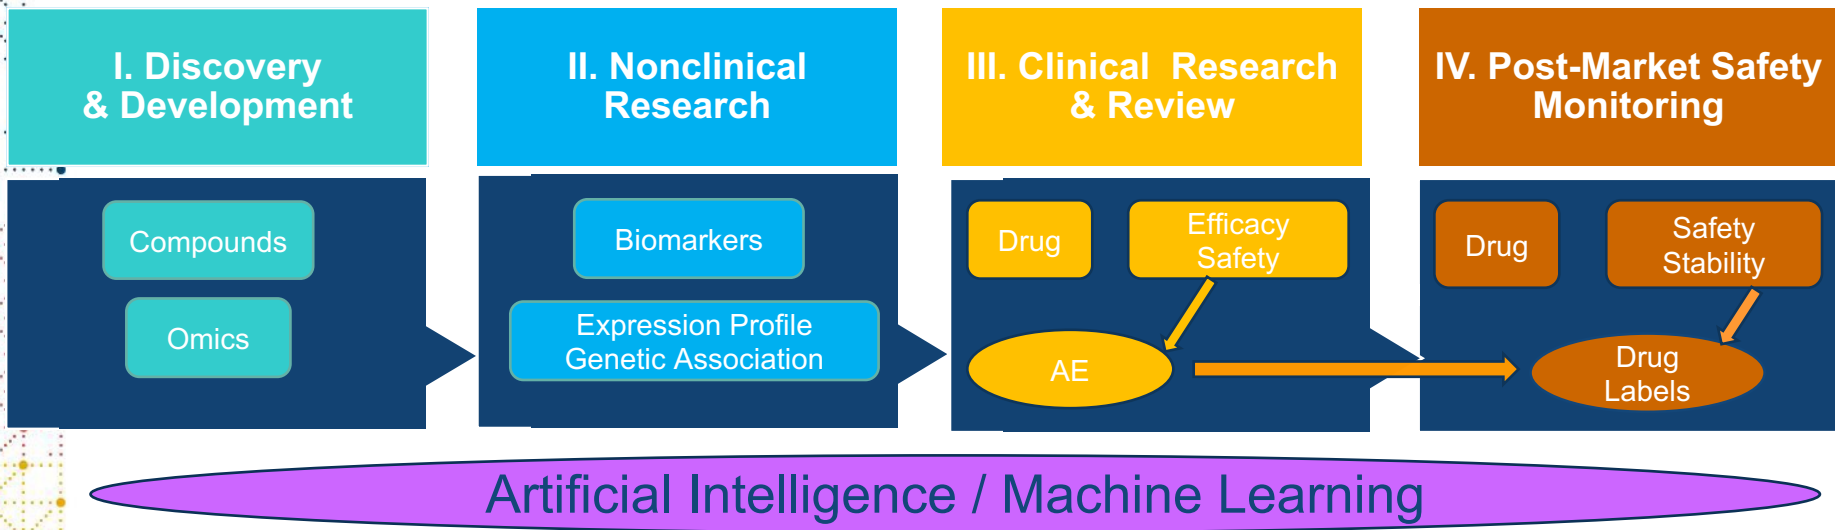 I. Discovery
& Development
II. Nonclinical
Research
III. Clinical Research
& Review
IV. Post-Market Safety
Monitoring
Compounds
Omics
Biomarkers
Expression Profile
Genetic Association
Drug
Efficacy
Safety
AE
Drug
Safety
Stability
Drug
Labels
Artificial Intelligence / Machine Learning